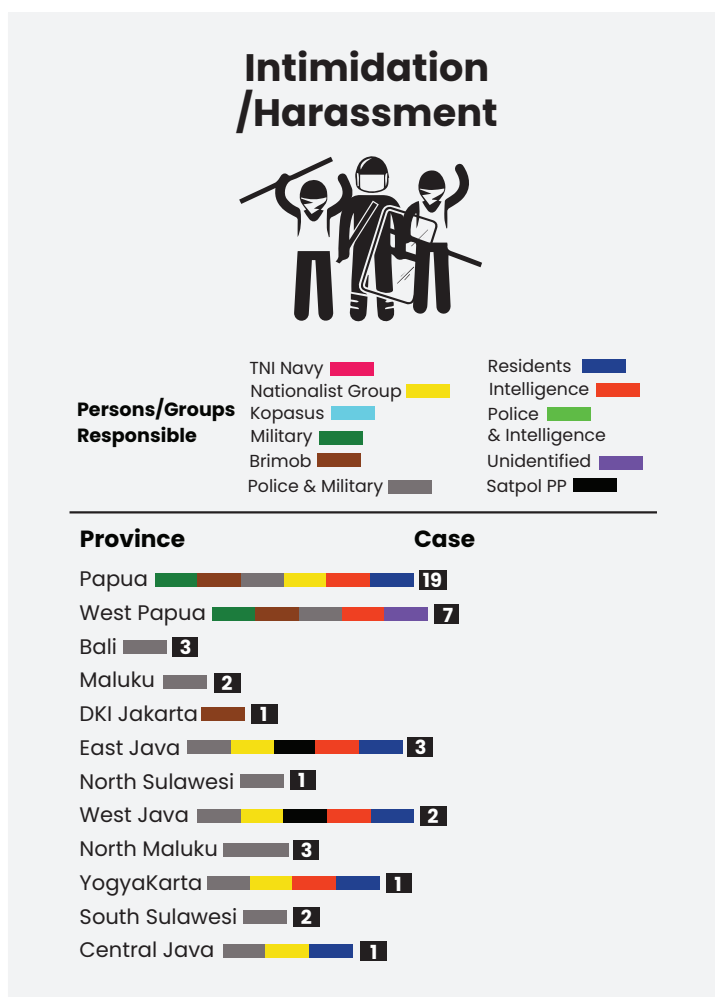 Intimidation
/Harassment
Persons/Groups
Responsible
TNI Navy
Nationalist Group
Kopasus
Military
Brimob
Police & Military
Residents
Intelligence
Police
& Intelligence
Unidentified
Satpol PP
Province Case
Papua 19
West Papua 7
Bali 3
Maluku 2
DKI Jakarta 1
East Java 3
North Sulawesi 1
West Java 2
North Maluku 3
YogyaKarta 1
South Sulawesi 2
Central Java 1